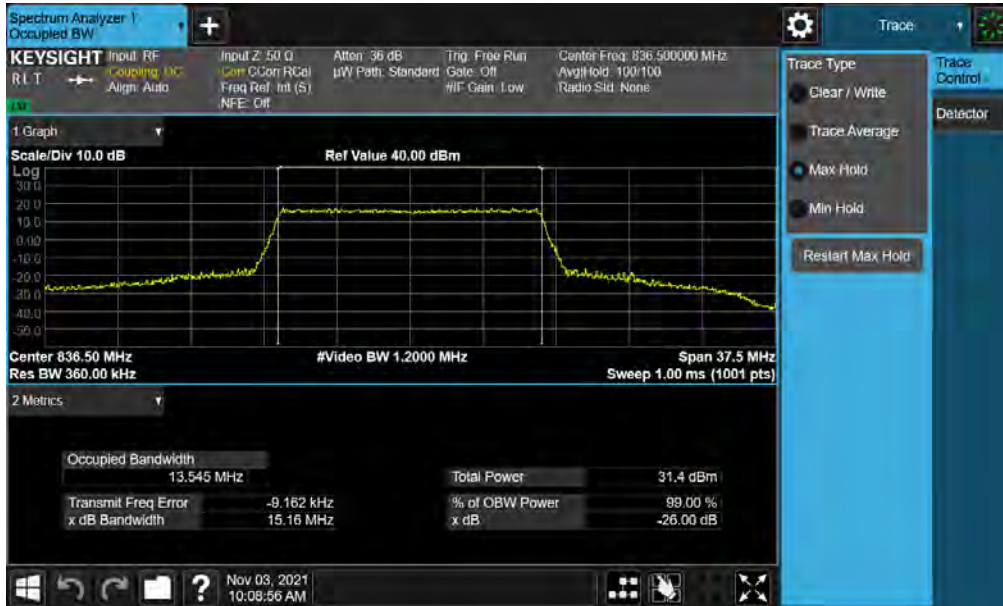 Spectrum Analyzer 1
Occupied BW
+
Trace
KEYSIGHT Input: RF
RLT
Coupling: DC
Align: Auto
Input Z: 50 Ω
Corr CCorr RCal
Freq Ref: Int (S)
NFE: Off
Atten: 36 dB
µW Path: Standard
Trig: Free Run
Gate: Off
#IF Gain: Low
Center Freq: 836.500000 MHz
Avg|Hold: 100/100
Radio Std: None
1 Graph
Scale/Div 10.0 dB
Ref Value 40.00 dBm
Log
30.0
20.0
10.0
0.00
-10.0
-20.0
-30.0
-40.0
-50.0
Center 836.50 MHz
#Video BW 1.2000 MHz
Span 37.5 MHz
Res BW 360.00 kHz
Sweep 1.00 ms (1001 pts)
2 Metrics
Occupied Bandwidth
13.545 MHz
Total Power 31.4 dBm
Transmit Freq Error -9.162 kHz
% of OBW Power 99.00 %
x dB Bandwidth 15.16 MHz
x dB -26.00 dB
Trace Type
Clear / Write
Trace Average
Max Hold
Min Hold
Restart Max Hold
Trace
Control
Detector
?
Nov 03, 2021
10:08:56 AM